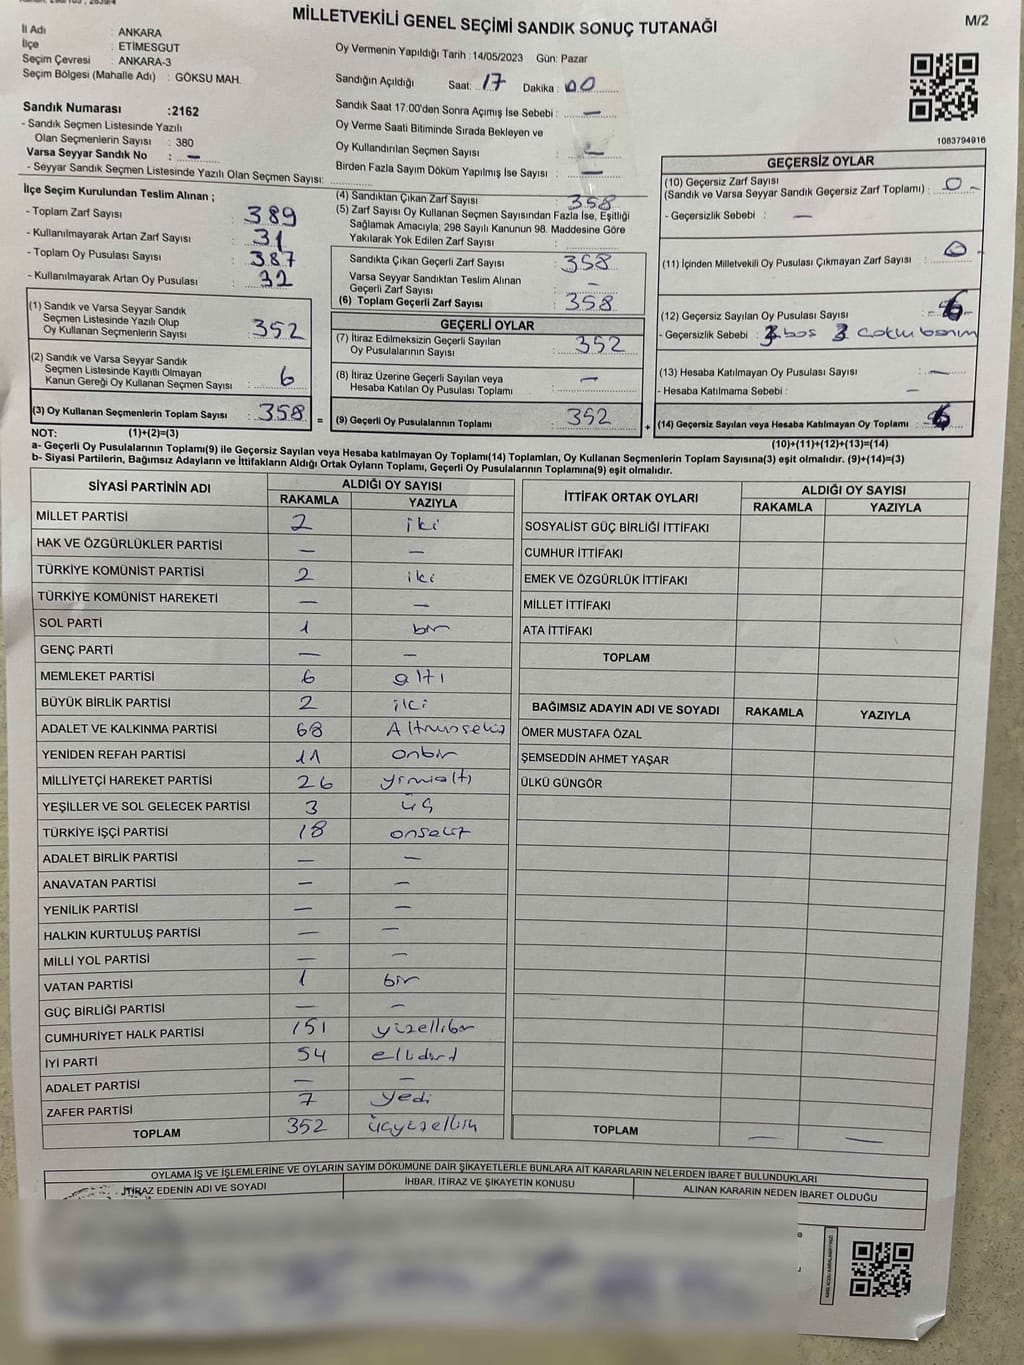 MİLLETVEKİLİ GENEL SEÇİMİ SANDIK SONUÇ TUTANAĞI
M/2
İl Adı : ANKARA
İlçe : ETİMESGUT
Seçim Çevresi : ANKARA-3
Seçim Bölgesi (Mahalle Adı) : GÖKSU MAH.
Sandık Numarası :2162
- Sandık Seçmen Listesinde Yazılı
Olan Seçmenlerin Sayısı : 380
Varsa Seyyar Sandık No : —
- Seyyar Sandık Seçmen Listesinde Yazılı Olan Seçmen Sayısı:
Oy Vermenin Yapıldığı Tarih :14/05/2023 Gün: Pazar
Sandığın Açıldığı Saat: 17 Dakika : 00
Sandık Saat 17:00'den Sonra Açımış İse Sebebi : —
Oy Verme Saati Bitiminde Sırada Bekleyen ve
Oy Kullandırılan Seçmen Sayısı : —
Birden Fazla Sayım Döküm Yapılmış İse Sayısı : —
1083794916
İlçe Seçim Kurulundan Teslim Alınan ;
- Toplam Zarf Sayısı : 389
- Kullanılmayarak Artan Zarf Sayısı : 31
- Toplam Oy Pusulası Sayısı : 387
- Kullanılmayarak Artan Oy Pusulası : 32
(1) Sandık ve Varsa Seyyar Sandık
Seçmen Listesinde Yazılı Olup
Oy Kullanan Seçmenlerin Sayısı : 352
(2) Sandık ve Varsa Seyyar Sandık
Seçmen Listesinde Kayıtlı Olmayan
Kanun Gereği Oy Kullanan Seçmen Sayısı : 6
(3) Oy Kullanan Seçmenlerin Toplam Sayısı : 358 =
(4) Sandıktan Çıkan Zarf Sayısı : 358
(5) Zarf Sayısı Oy Kullanan Seçmen Sayısından Fazla İse, Eşitliği
Sağlamak Amacıyla; 298 Sayılı Kanunun 98. Maddesine Göre
Yakılarak Yok Edilen Zarf Sayısı :
Sandıkta Çıkan Geçerli Zarf Sayısı : 358
Varsa Seyyar Sandıktan Teslim Alınan
Geçerli Zarf Sayısı : —
(6) Toplam Geçerli Zarf Sayısı : 358
GEÇERLİ OYLAR
(7) İtiraz Edilmeksizin Geçerli Sayılan
Oy Pusulalarının Sayısı : 352
(8) İtiraz Üzerine Geçerli Sayılan veya
Hesaba Katılan Oy Pusulası Toplamı : —
(9) Geçerli Oy Pusulalarının Toplamı : 352 +
GEÇERSİZ OYLAR
(10) Geçersiz Zarf Sayısı
(Sandık ve Varsa Seyyar Sandık Geçersiz Zarf Toplamı) : 0 -
- Geçersizlik Sebebi : —
(11) İçinden Milletvekili Oy Pusulası Çıkmayan Zarf Sayısı : 0
(12) Geçersiz Sayılan Oy Pusulası Sayısı : 6
- Geçersizlik Sebebi : 3 boş 3 çoklu basım
(13) Hesaba Katılmayan Oy Pusulası Sayısı : —
- Hesaba Katılmama Sebebi : —
(14) Geçersiz Sayılan veya Hesaba Katılmayan Oy Toplamı : 6
NOT: (1)+(2)=(3)
(10)+(11)+(12)+(13)=(14)
a- Geçerli Oy Pusulalarının Toplamı(9) ile Geçersiz Sayılan veya Hesaba katılmayan Oy Toplamı(14) Toplamları, Oy Kullanan Seçmenlerin Toplam Sayısına(3) eşit olmalıdır. (9)+(14)=(3)
b- Siyasi Partilerin, Bağımsız Adayların ve İttifakların Aldığı Ortak Oyların Toplamı, Geçerli Oy Pusulalarının Toplamına(9) eşit olmalıdır.
SİYASİ PARTİNİN ADI ALDIĞI OY SAYISI
RAKAMLA YAZIYLA
MİLLET PARTİSİ 2 iki
HAK VE ÖZGÜRLÜKLER PARTİSİ — —
TÜRKİYE KOMÜNİST PARTİSİ 2 iki
TÜRKİYE KOMÜNİST HAREKETİ — —
SOL PARTİ 1 bir
GENÇ PARTİ — —
MEMLEKET PARTİSİ 6 altı
BÜYÜK BİRLİK PARTİSİ 2 iki
ADALET VE KALKINMA PARTİSİ 68 Altmışsekiz
YENİDEN REFAH PARTİSİ 11 onbir
MİLLİYETÇİ HAREKET PARTİSİ 26 yirmialtı
YEŞİLLER VE SOL GELECEK PARTİSİ 3 üç
TÜRKİYE İŞÇİ PARTİSİ 18 onsekiz
ADALET BİRLİK PARTİSİ — —
ANAVATAN PARTİSİ — —
YENİLİK PARTİSİ — —
HALKIN KURTULUŞ PARTİSİ — —
MİLLİ YOL PARTİSİ — —
VATAN PARTİSİ 1 bir
GÜÇ BİRLİĞİ PARTİSİ — —
CUMHURİYET HALK PARTİSİ 151 yüzellibir
İYİ PARTİ 54 ellidört
ADALET PARTİSİ — —
ZAFER PARTİSİ 7 yedi
TOPLAM 352 üçyüzelliiki
İTTİFAK ORTAK OYLARI ALDIĞI OY SAYISI
RAKAMLA YAZIYLA
SOSYALİST GÜÇ BİRLİĞİ İTTİFAKI
CUMHUR İTTİFAKI
EMEK VE ÖZGÜRLÜK İTTİFAKI
MİLLET İTTİFAKI
ATA İTTİFAKI
TOPLAM
BAĞIMSIZ ADAYIN ADI VE SOYADI RAKAMLA YAZIYLA
ÖMER MUSTAFA ÖZAL
ŞEMSEDDİN AHMET YAŞAR
ÜLKÜ GÜNGÖR
TOPLAM — —
OYLAMA İŞ VE İŞLEMLERİNE VE OYLARIN SAYIM DÖKÜMÜNE DAİR ŞİKAYETLERLE BUNLARA AİT KARARLARIN NELERDEN İBARET BULUNDUKLARI
İTİRAZ EDENİN ADI VE SOYADI İHBAR, İTİRAZ VE ŞİKAYETİN KONUSU ALINAN KARARIN NEDEN İBARET OLDUĞU